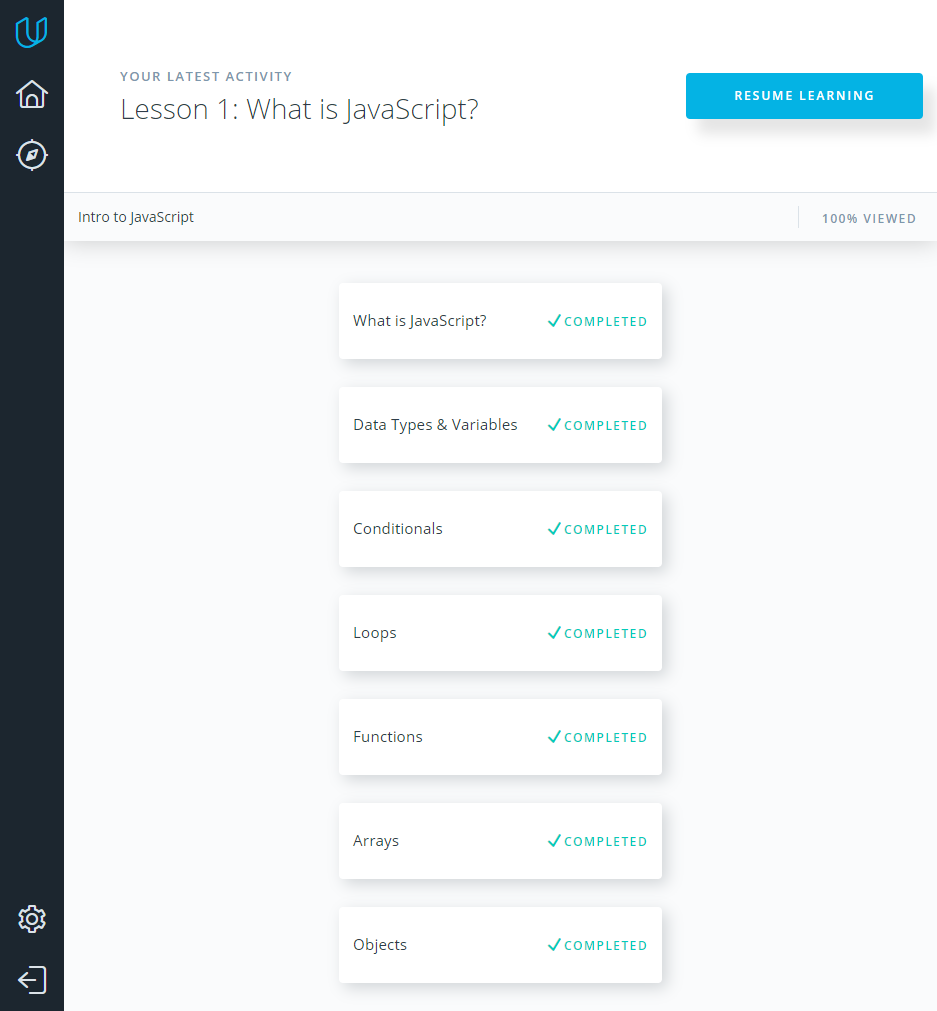 YOUR LATEST ACTIVITY
Lesson 1: What is JavaScript?
RESUME LEARNING
Intro to JavaScript
100% VIEWED
What is JavaScript?
COMPLETED
Data Types & Variables
COMPLETED
Conditionals
COMPLETED
Loops
COMPLETED
Functions
COMPLETED
Arrays
COMPLETED
Objects
COMPLETED